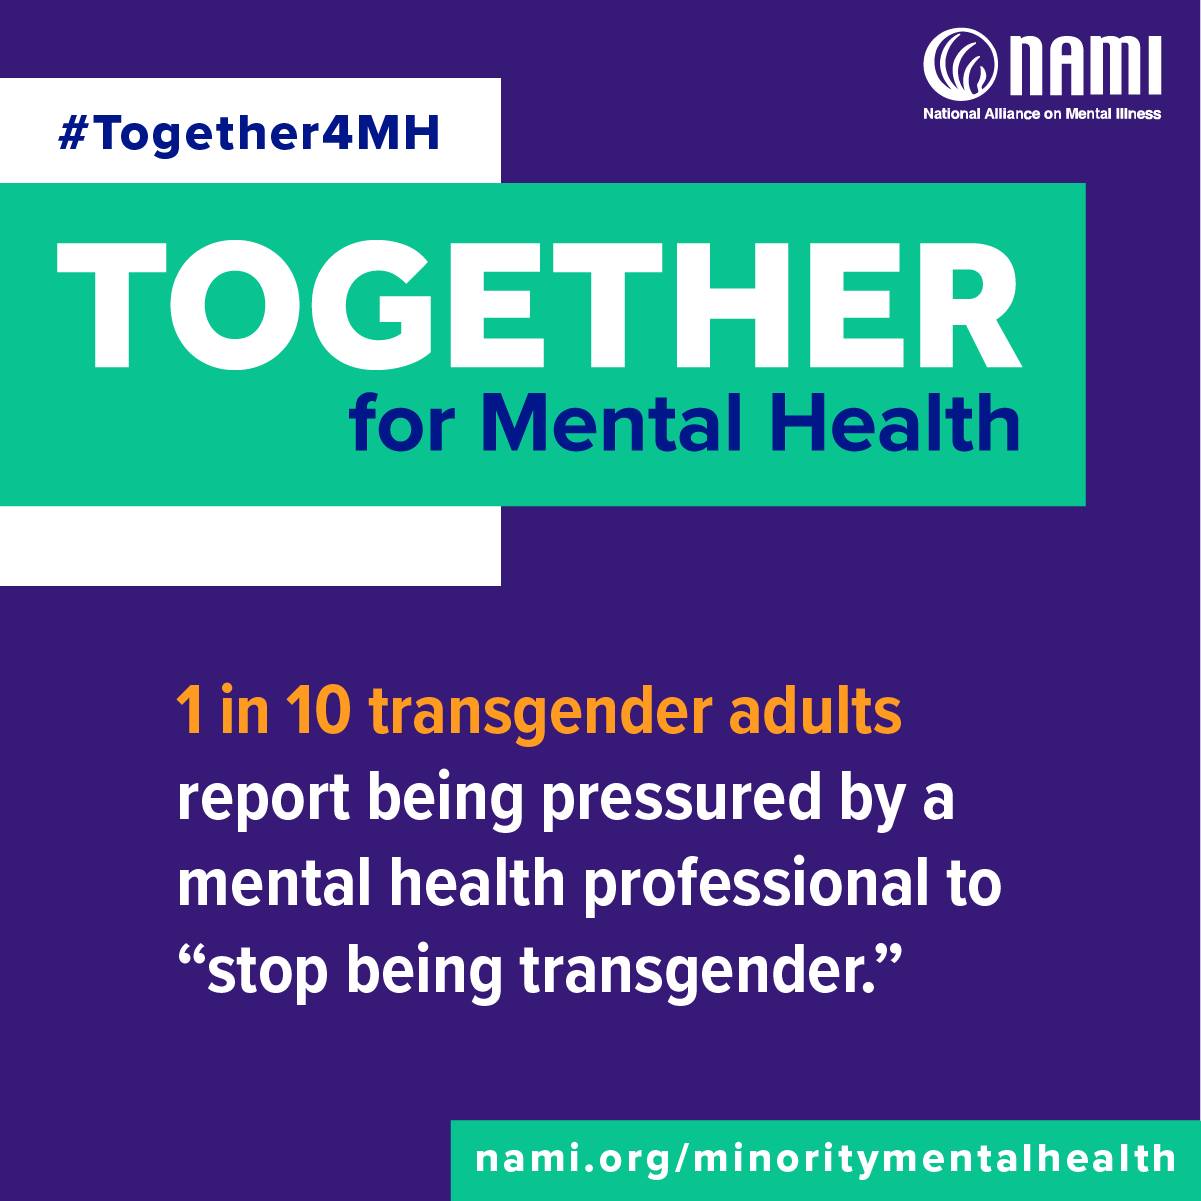 nami
National Alliance on Mental Illness
#Together4MH
TOGETHER
for Mental Health
1 in 10 transgender adults
report being pressured by a
mental health professional to
“stop being transgender.”
nami.org/minoritymentalhealth